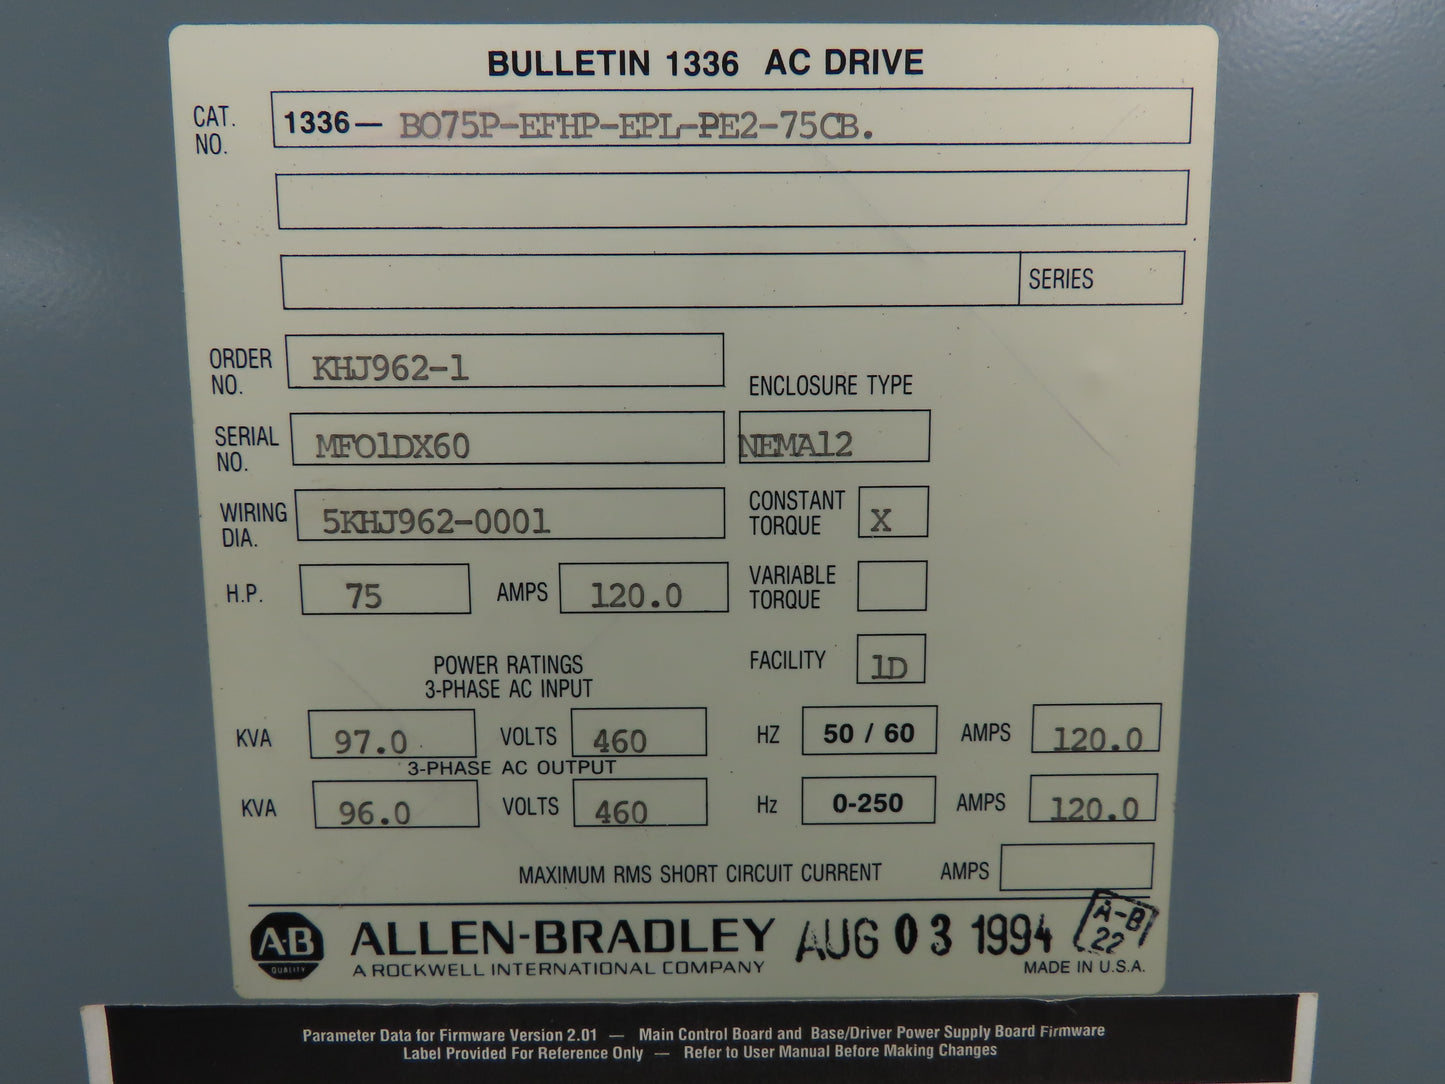 BULLETIN 1336 AC DRIVE
CAT. NO. 1336— BO75P-EFHP-EPL-PE2-75CB.
SERIES
ORDER NO. KHJ962-1
ENCLOSURE TYPE
SERIAL NO. MFO1DX60 NEMA12
WIRING DIA. 5KHJ962-0001 CONSTANT TORQUE X
H.P. 75 AMPS 120.0 VARIABLE TORQUE
FACILITY 1D
POWER RATINGS
3-PHASE AC INPUT
KVA 97.0 VOLTS 460 HZ 50 / 60 AMPS 120.0
3-PHASE AC OUTPUT
KVA 96.0 VOLTS 460 Hz 0-250 AMPS 120.0
MAXIMUM RMS SHORT CIRCUIT CURRENT AMPS
A-B QUALITY ALLEN-BRADLEY AUG 03 1994 A-B 22
A ROCKWELL INTERNATIONAL COMPANY MADE IN U.S.A.
Parameter Data for Firmware Version 2.01 — Main Control Board and Base/Driver Power Supply Board Firmware
Label Provided For Reference Only — Refer to User Manual Before Making Changes